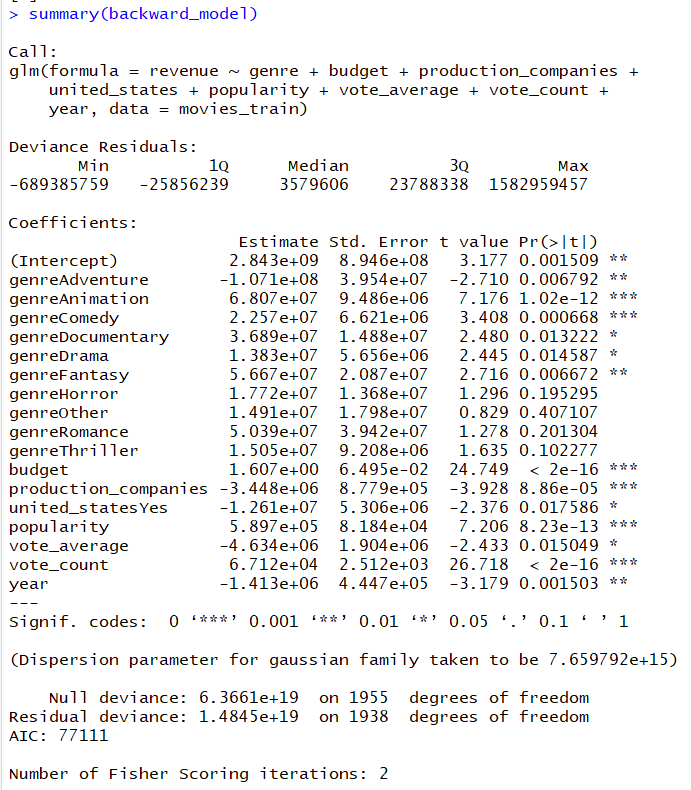 > summary(backward_model)
Call:
glm(formula = revenue ~ genre + budget + production_companies +
    united_states + popularity + vote_average + vote_count +
    year, data = movies_train)
Deviance Residuals:
       Min          1Q      Median          3Q         Max
-689385759   -25856239     3579606    23788338  1582959457
Coefficients:
                       Estimate Std. Error t value Pr(>|t|)
(Intercept)           2.843e+09  8.946e+08   3.177 0.001509 **
genreAdventure       -1.071e+08  3.954e+07  -2.710 0.006792 **
genreAnimation        6.807e+07  9.486e+06   7.176 1.02e-12 ***
genreComedy           2.257e+07  6.621e+06   3.408 0.000668 ***
genreDocumentary      3.689e+07  1.488e+07   2.480 0.013222 *
genreDrama            1.383e+07  5.656e+06   2.445 0.014587 *
genreFantasy          5.667e+07  2.087e+07   2.716 0.006672 **
genreHorror           1.772e+07  1.368e+07   1.296 0.195295
genreOther            1.491e+07  1.798e+07   0.829 0.407107
genreRomance          5.039e+07  3.942e+07   1.278 0.201304
genreThriller         1.505e+07  9.208e+06   1.635 0.102277
budget                1.607e+00  6.495e-02  24.749  < 2e-16 ***
production_companies -3.448e+06  8.779e+05  -3.928 8.86e-05 ***
united_statesYes     -1.261e+07  5.306e+06  -2.376 0.017586 *
popularity            5.897e+05  8.184e+04   7.206 8.23e-13 ***
vote_average         -4.634e+06  1.904e+06  -2.433 0.015049 *
vote_count            6.712e+04  2.512e+03  26.718  < 2e-16 ***
year                 -1.413e+06  4.447e+05  -3.179 0.001503 **
---
Signif. codes:  0 ‘***’ 0.001 ‘**’ 0.01 ‘*’ 0.05 ‘.’ 0.1 ‘ ’ 1
(Dispersion parameter for gaussian family taken to be 7.659792e+15)
    Null deviance: 6.3661e+19  on 1955  degrees of freedom
Residual deviance: 1.4845e+19  on 1938  degrees of freedom
AIC: 77111
Number of Fisher Scoring iterations: 2